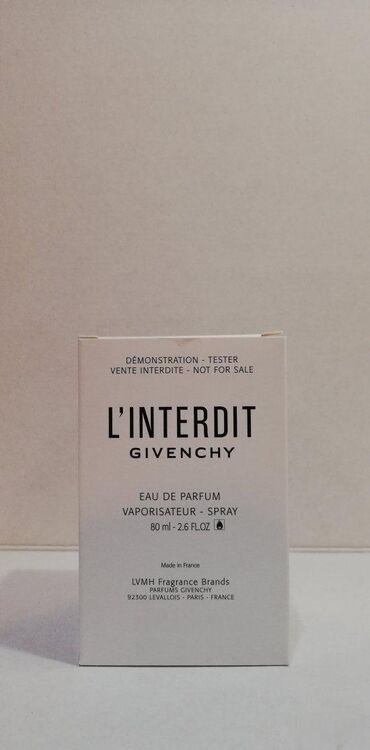 DÉMONSTRATION - TESTER
VENTE INTERDITE - NOT FOR SALE
L'INTERDIT
GIVENCHY
EAU DE PARFUM
VAPORISATEUR - SPRAY
80 ml - 2.6 FL.OZ
Made in France
LVMH Fragrance Brands
PARFUMS GIVENCHY
92300 LEVALLOIS - PARIS - FRANCE